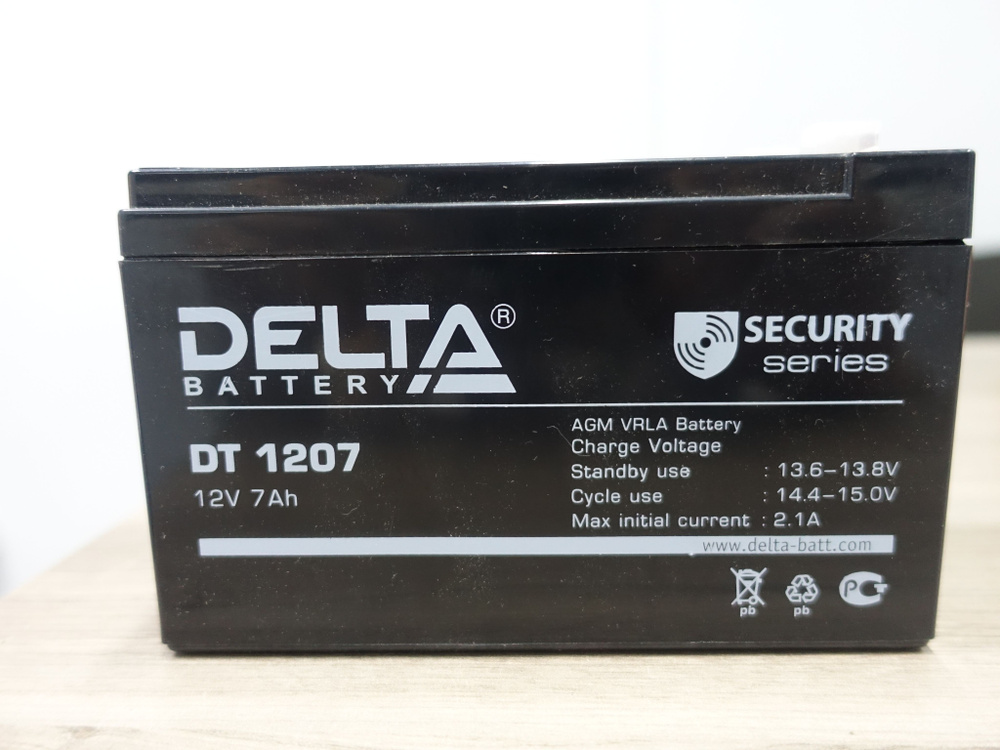 DELTA®
BATTERY
SECURITY
series
DT 1207
12V 7Ah
AGM VRLA Battery
Charge Voltage
Standby use : 13.6–13.8V
Cycle use : 14.4–15.0V
Max initial current : 2.1A
www.delta-batt.com
pb pb PCT